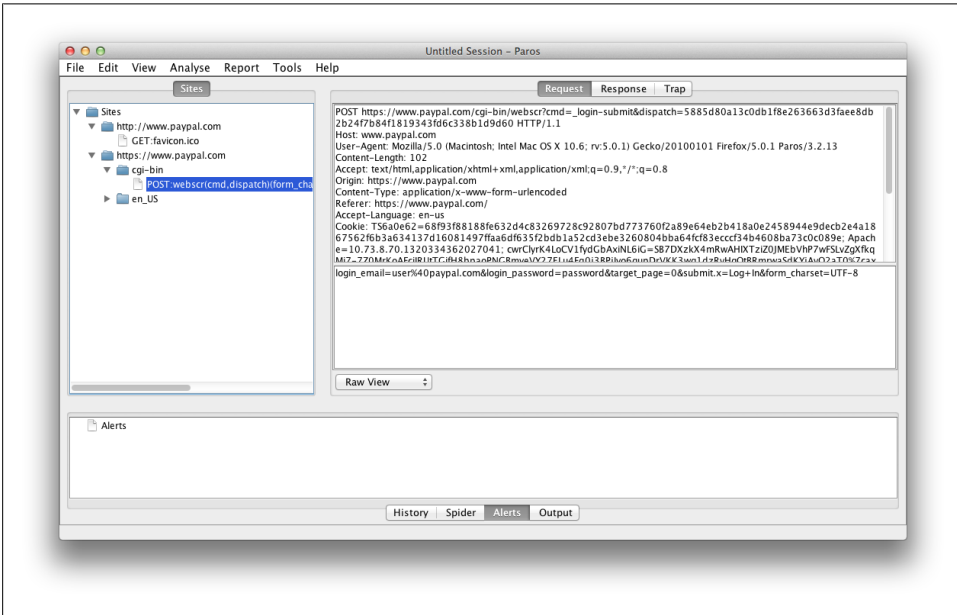 Untitled Session – Paros
File Edit View Analyse Report Tools Help
Sites
Sites
http://www.paypal.com
GET:favicon.ico
https://www.paypal.com
cgi-bin
POST:webscr(cmd,dispatch)(form_cha
en_US
Request Response Trap
POST https://www.paypal.com/cgi-bin/webscr?cmd=_login-submit&dispatch=5885d80a13c0db1f8e263663d3faee8db
2b24f7b84f1819343fd6c338b1d9d60 HTTP/1.1
Host: www.paypal.com
User-Agent: Mozilla/5.0 (Macintosh; Intel Mac OS X 10.6; rv:5.0.1) Gecko/20100101 Firefox/5.0.1 Paros/3.2.13
Content-Length: 102
Accept: text/html,application/xhtml+xml,application/xml;q=0.9,*/*;q=0.8
Origin: https://www.paypal.com
Content-Type: application/x-www-form-urlencoded
Referer: https://www.paypal.com/
Accept-Language: en-us
Cookie: TS6a0e62=68f93f88188fe632d4c83269728c92807bd773760f2a89e64eb2b418a0e2458944e9decb2e4a18
67562f6b3a634137d16081497ffaa6df635f2bdb1a52cd3ebe3260804bba64fcf83ecccf34b4608ba73c0c089e; Apach
e=10.73.8.70.1320334362027041; cwrClyrK4LoCV1fydGbAxiNL6iG=SB7DXzkX4mRwAHIXTziZ0JMEbVhP7wFSLvZgXfkq
login_email=user%40paypal.com&login_password=password&target_page=0&submit.x=Log+In&form_charset=UTF-8
Raw View
Alerts
History Spider Alerts Output